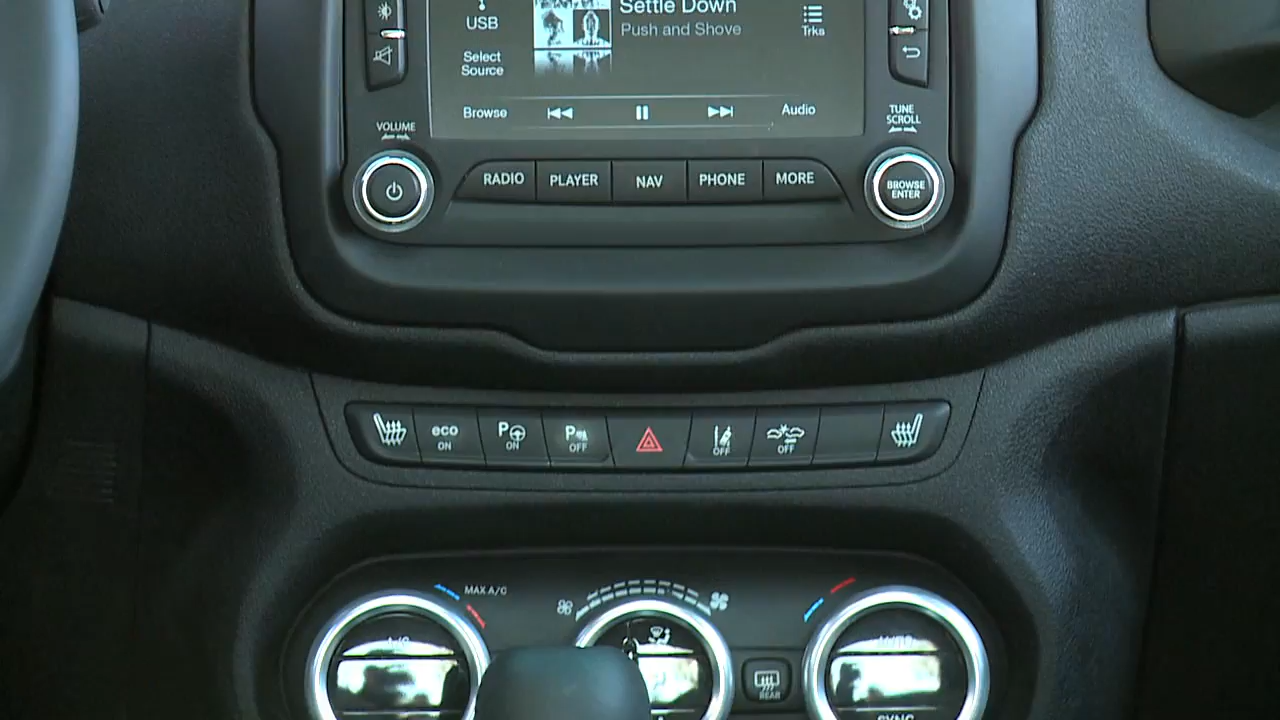 USB
Settle Down
Push and Shove
Trks
Select
Source
Browse
Audio
VOLUME
TUNE
SCROLL
RADIO
PLAYER
NAV
PHONE
MORE
BROWSE
ENTER
eco
ON
P
ON
P
OFF
OFF
OFF
MAX A/C
REAR
SYNC